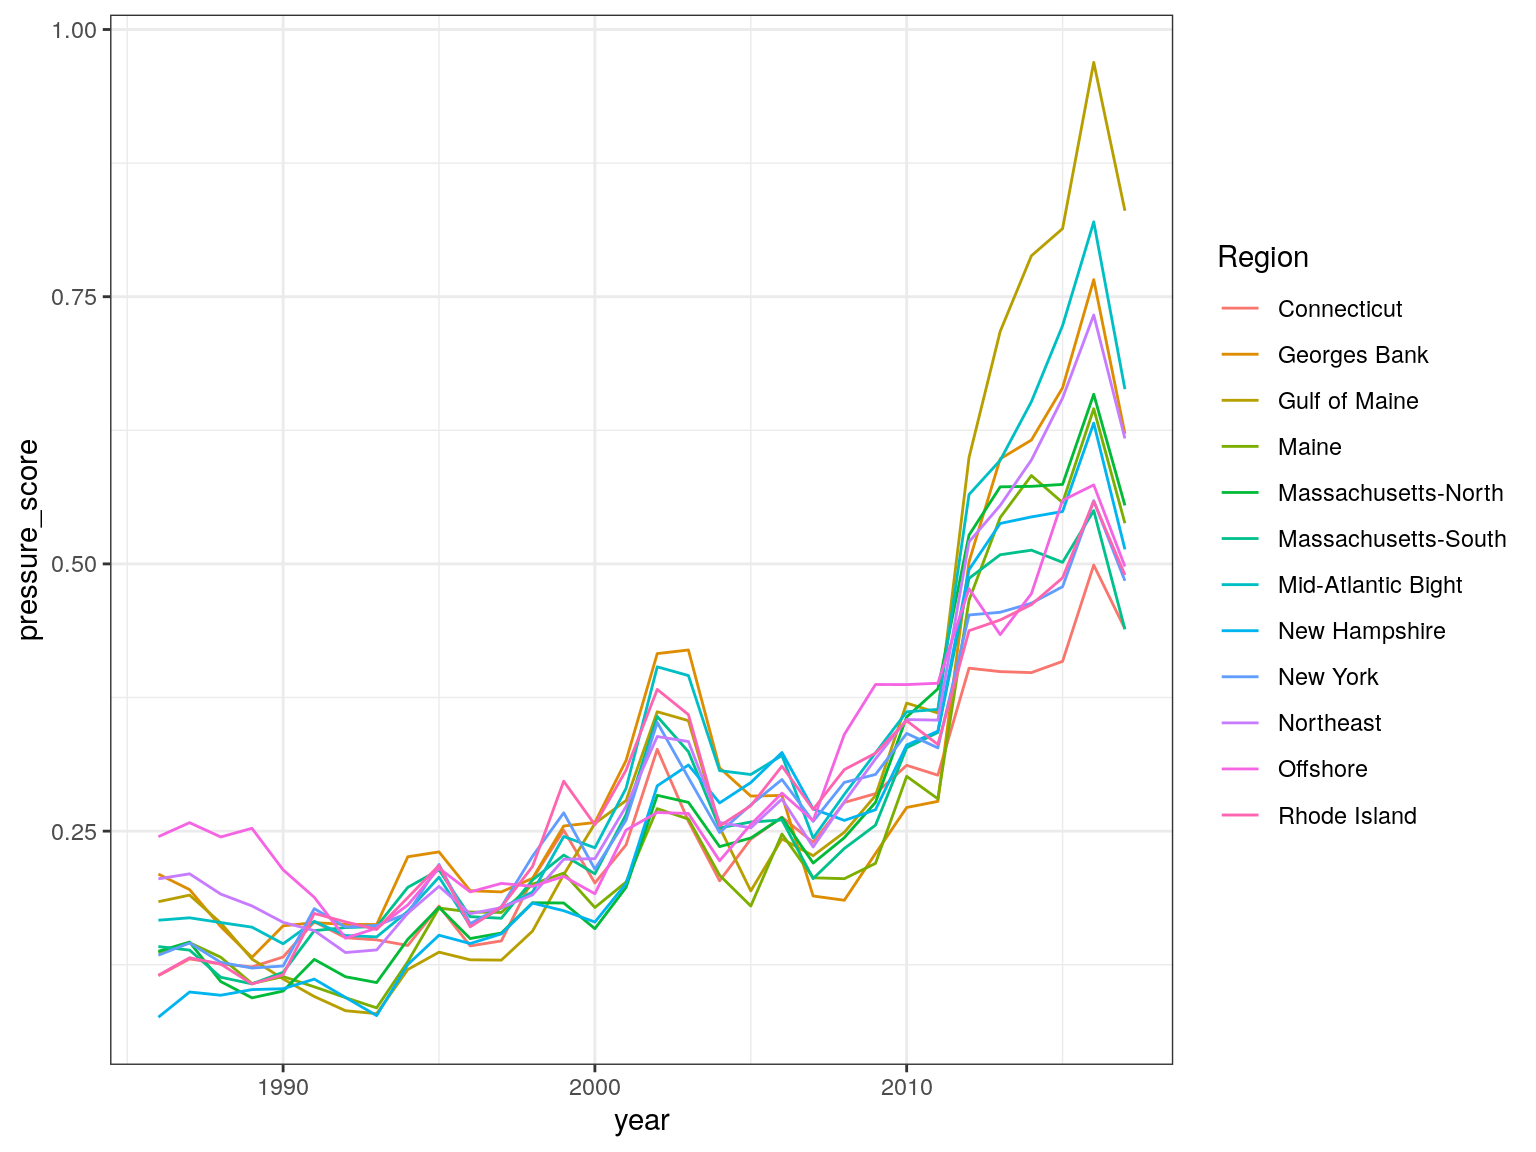 1.00
0.75
0.50
0.25
pressure_score
1990
2000
2010
year
Region
Connecticut
Georges Bank
Gulf of Maine
Maine
Massachusetts-North
Massachusetts-South
Mid-Atlantic Bight
New Hampshire
New York
Northeast
Offshore
Rhode Island